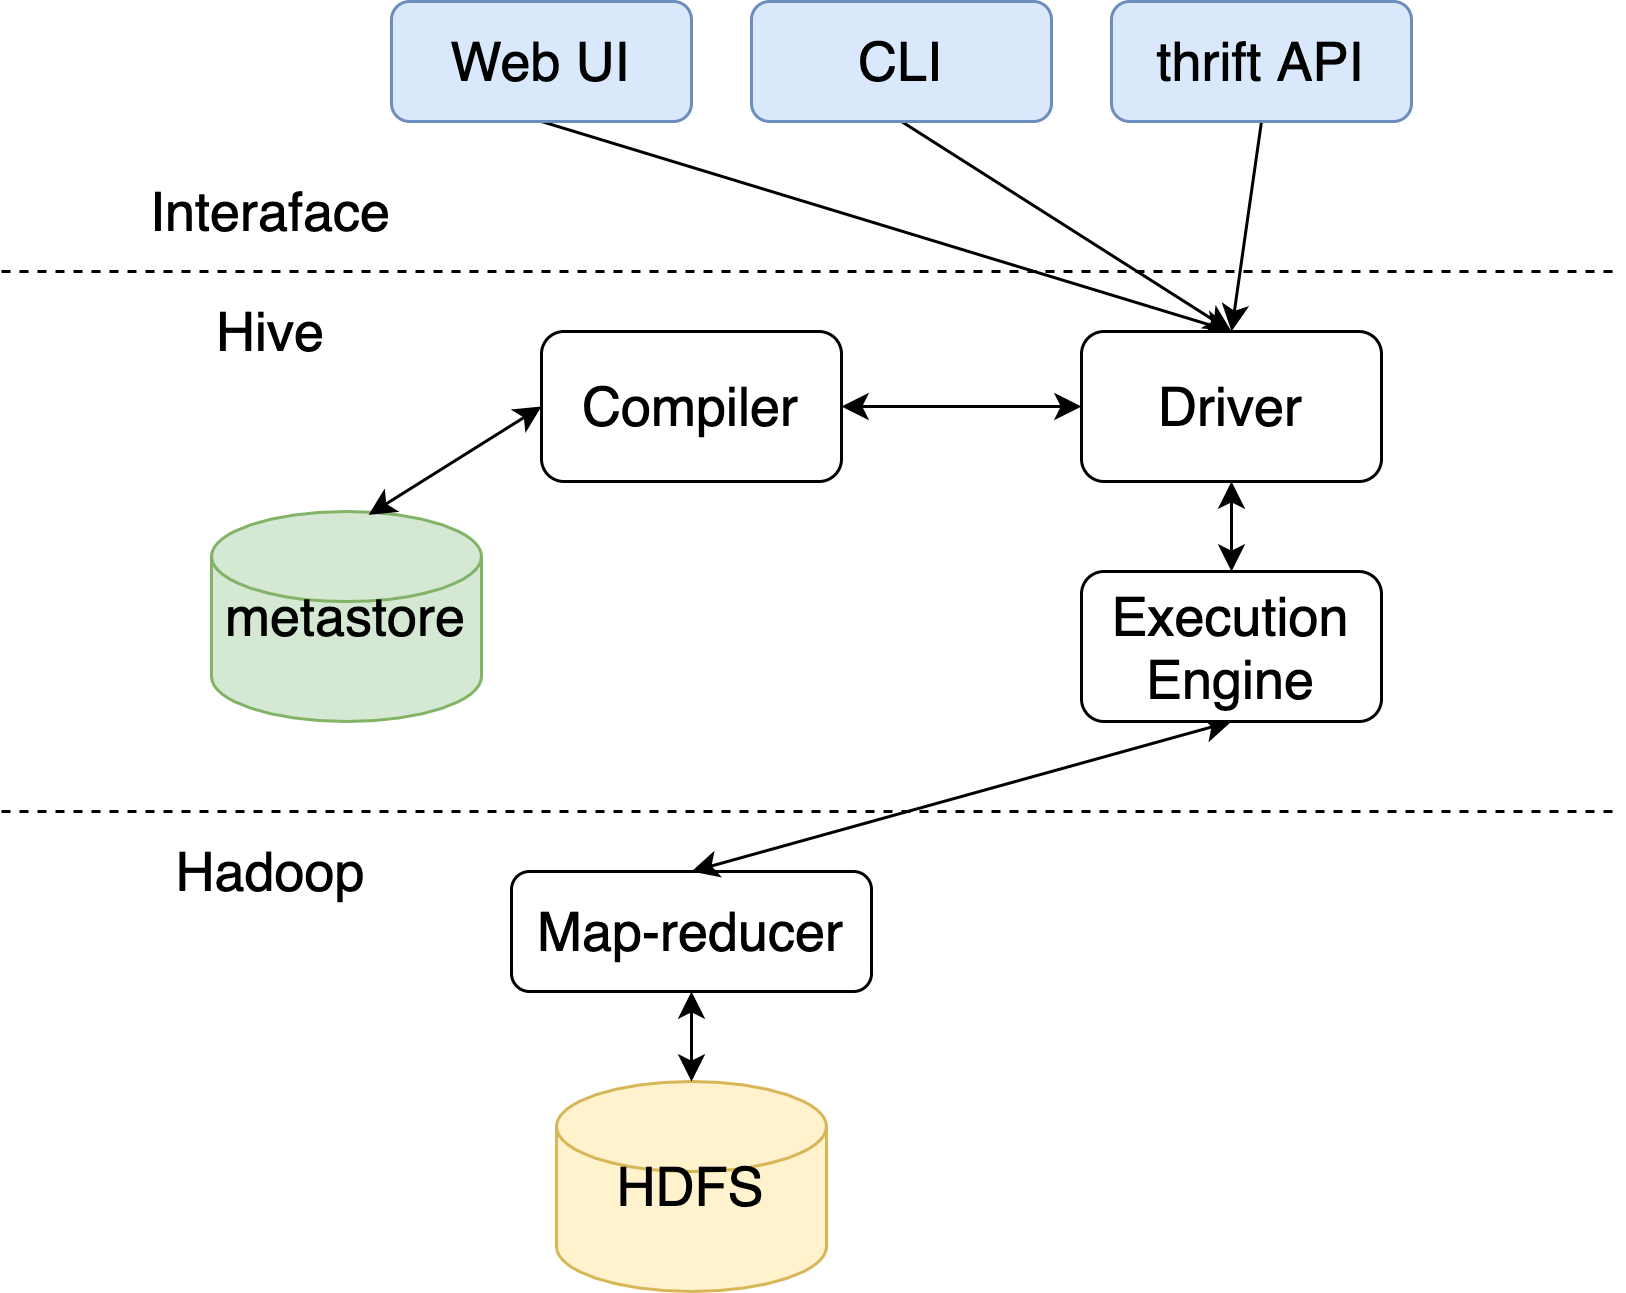 Web UI
CLI
thrift API
Interaface
Hive
Compiler
Driver
metastore
Execution
Engine
Hadoop
Map-reducer
HDFS